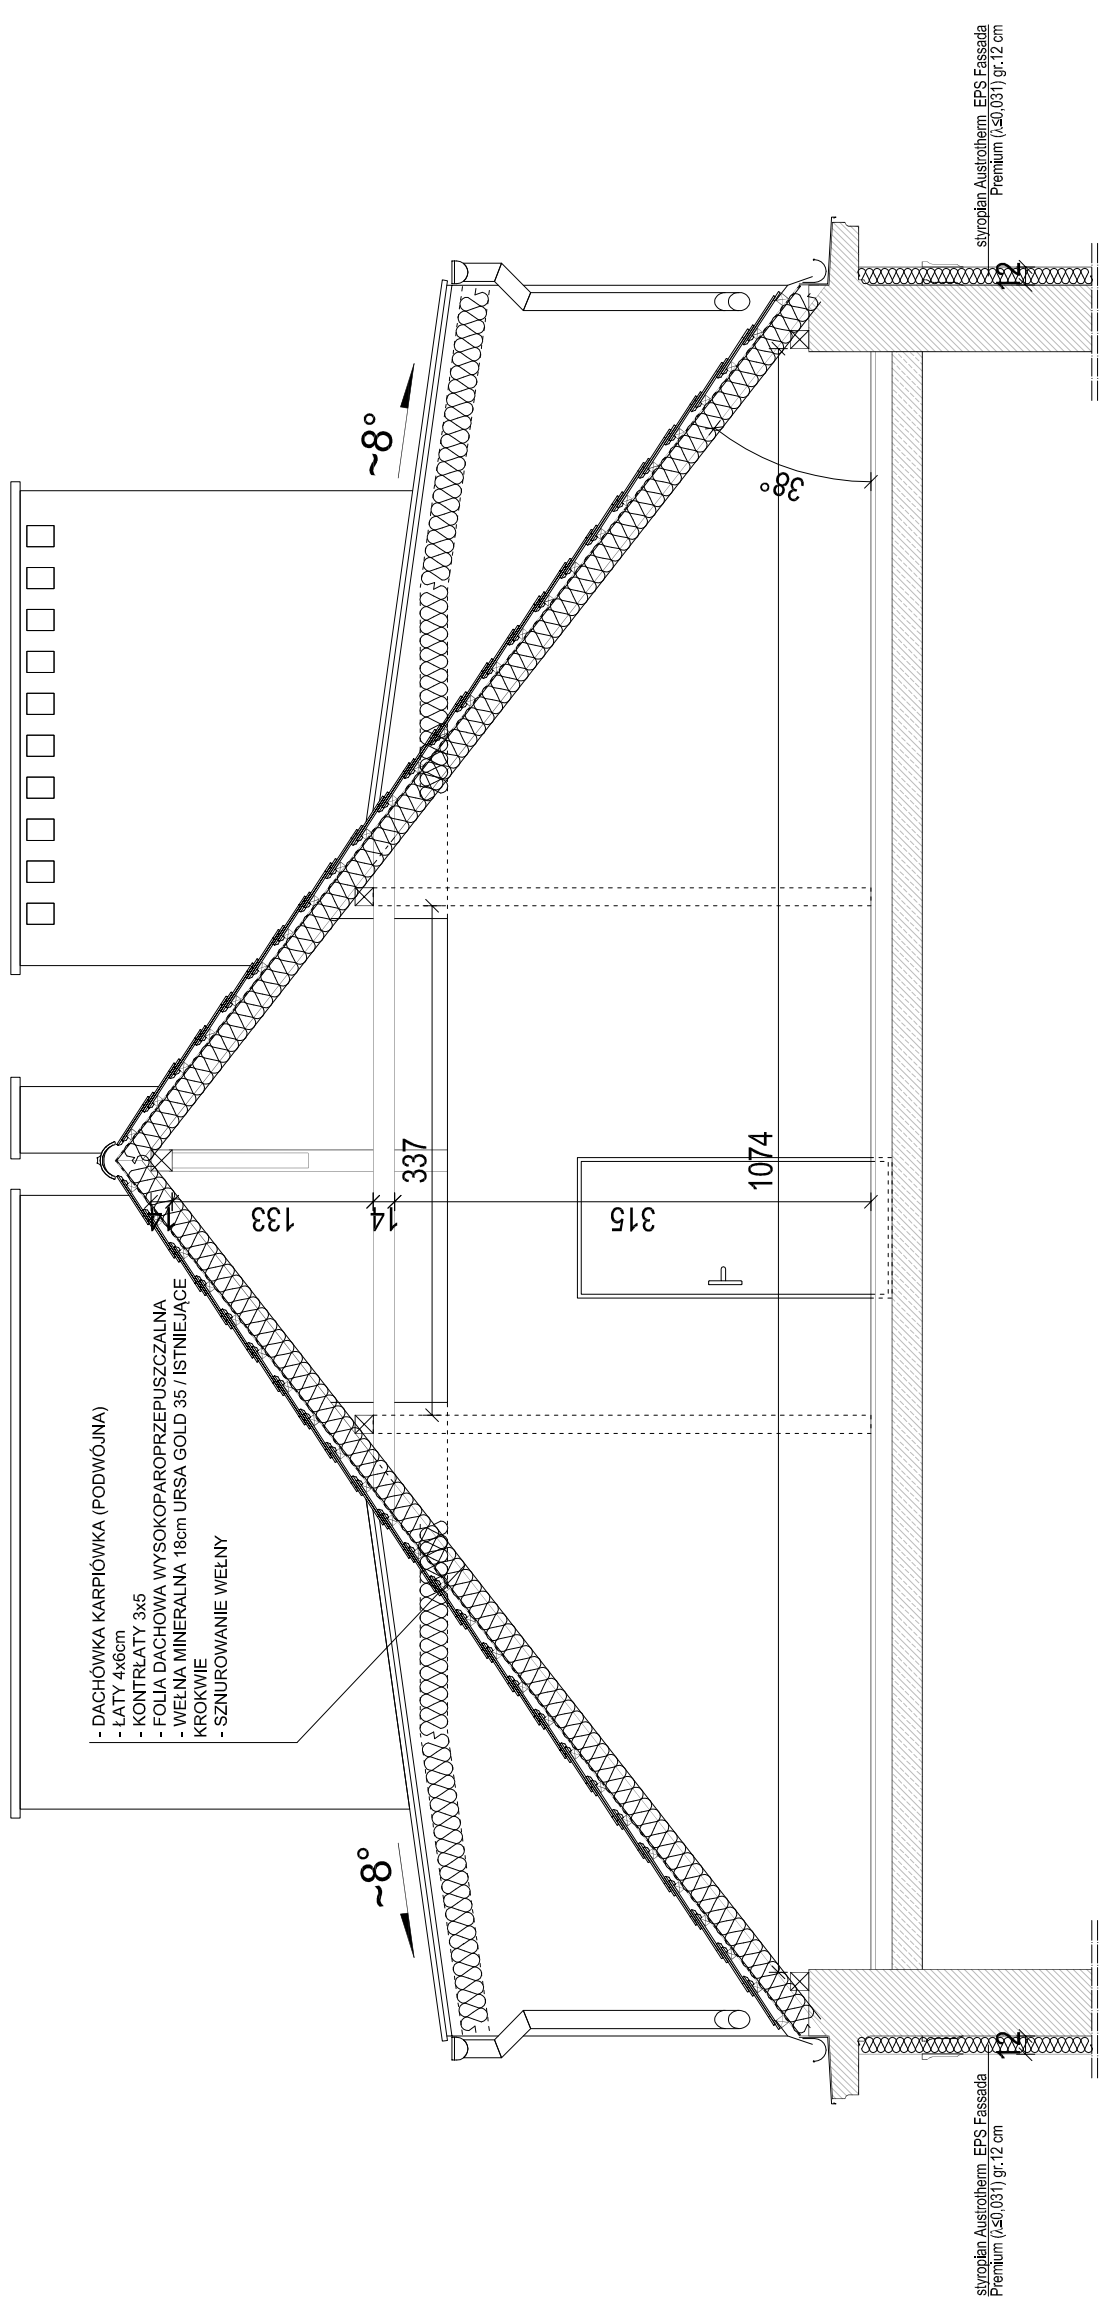 - DACHÓWKA KARPIÓWKA (PODWÓJNA)
- ŁATY 4x6cm
- KONTRŁATY 3x5
- FOLIA DACHOWA WYSOKOPAROPRZEPUSZCZALNA
- WEŁNA MINERALNA 18cm URSA GOLD 35 / ISTNIEJĄCE
KROKWIE
- SZNUROWANIE WEŁNY
~8°
~8°
14
133
14
337
315
1074
38°
12
12
styropian Austrotherm EPS Fassada
Premium (λ≤0,031) gr.12 cm
styropian Austrotherm EPS Fassada
Premium (λ≤0,031) gr.12 cm